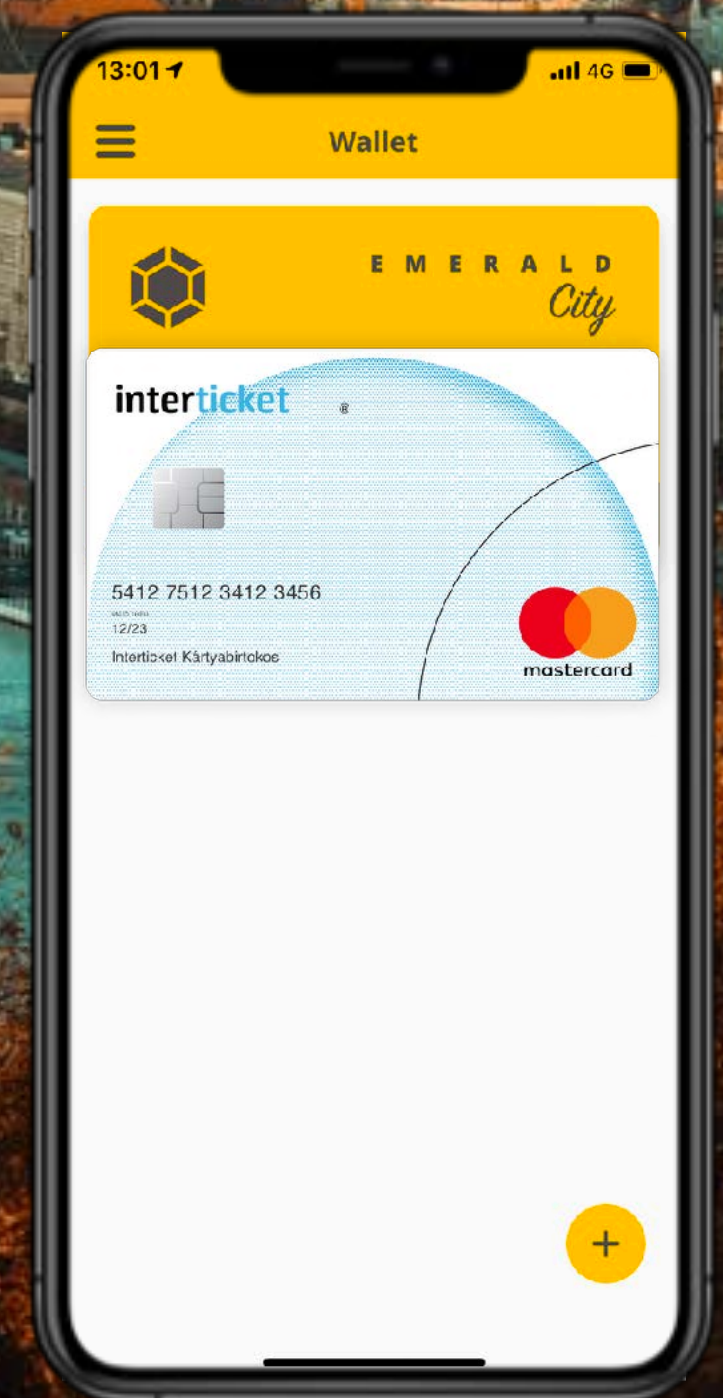 13:01
4G
Wallet
EMERALD
City
interticket
®
5412 7512 3412 3456
12/23
Interticket Kártyabirtokos
mastercard
+